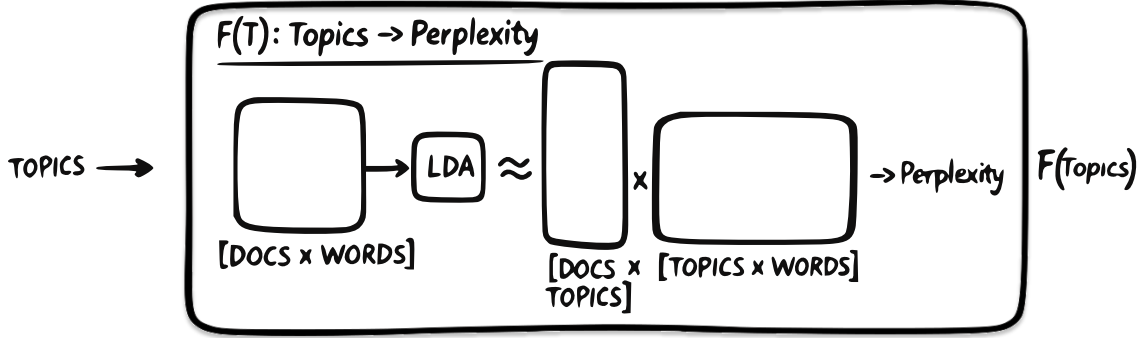 F(T): Topics → Perplexity
TOPICS →
LDA
≈
x
→ Perplexity
F(Topics)
[DOCS x WORDS]
[DOCS x
TOPICS]
[TOPICS x WORDS]